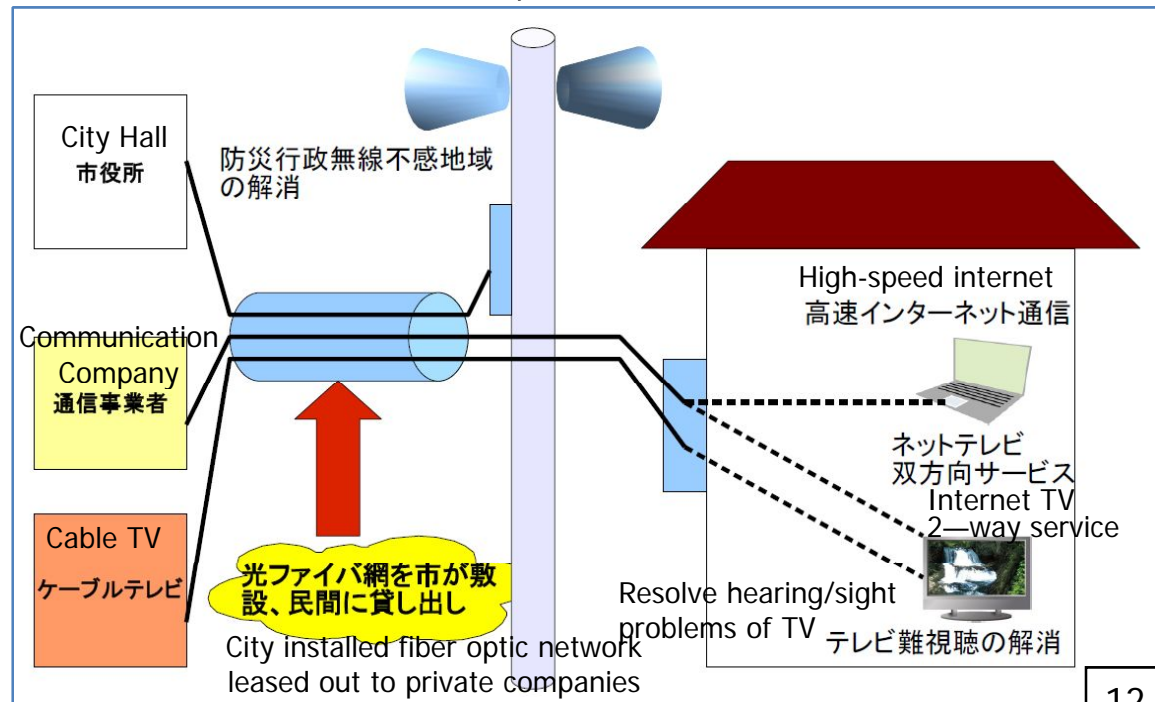 City Hall
市役所
防災行政無線不感地域
の解消
Communication
Company
通信事業者
Cable TV
ケーブルテレビ
光ファイバ網を市が敷
設、民間に貸し出し
City installed fiber optic network
leased out to private companies
High-speed internet
高速インターネット通信
ネットテレビ
双方向サービス
Internet TV
2—way service
Resolve hearing/sight
problems of TV
テレビ難視聴の解消
12